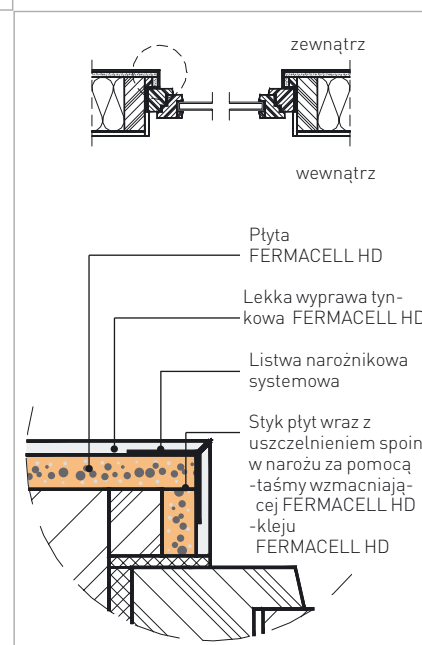 zewnątrz
wewnątrz
Płyta
FERMACELL HD
Lekka wyprawa tyn-
kowa FERMACELL HD
Listwa narożnikowa
systemowa
Styk płyt wraz z
uszczelnieniem spoin
w narożu za pomocą
-taśmy wzmacniają-
cej FERMACELL HD
-kleju
FERMACELL HD